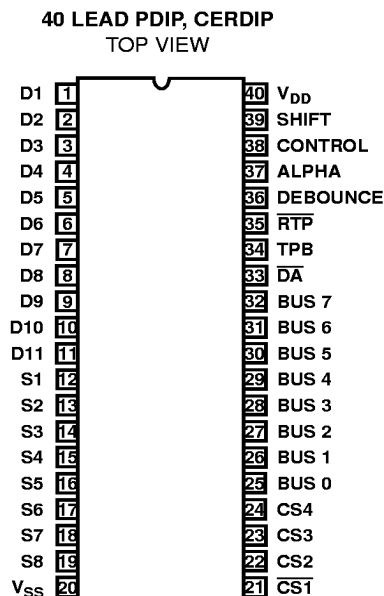 40 LEAD PDIP, CERDIP
TOP VIEW
D1 1 40 VDD
D2 2 39 SHIFT
D3 3 38 CONTROL
D4 4 37 ALPHA
D5 5 36 DEBOUNCE
D6 6 35 R̅T̅P̅
D7 7 34 TPB
D8 8 33 D̅A̅
D9 9 32 BUS 7
D10 10 31 BUS 6
D11 11 30 BUS 5
S1 12 29 BUS 4
S2 13 28 BUS 3
S3 14 27 BUS 2
S4 15 26 BUS 1
S5 16 25 BUS 0
S6 17 24 CS4
S7 18 23 CS3
S8 19 22 CS2
VSS 20 21 C̅S̅1̅